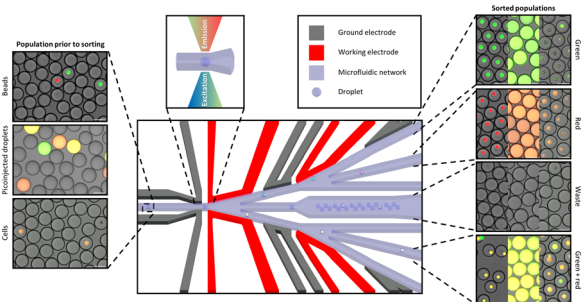 Population prior to sorting
Beads
Picoinjected droplets
Cells
Emission
Excitation
Ground electrode
Working electrode
Microfluidic network
Droplet
Sorted populations
Green
Red
Waste
Green + red